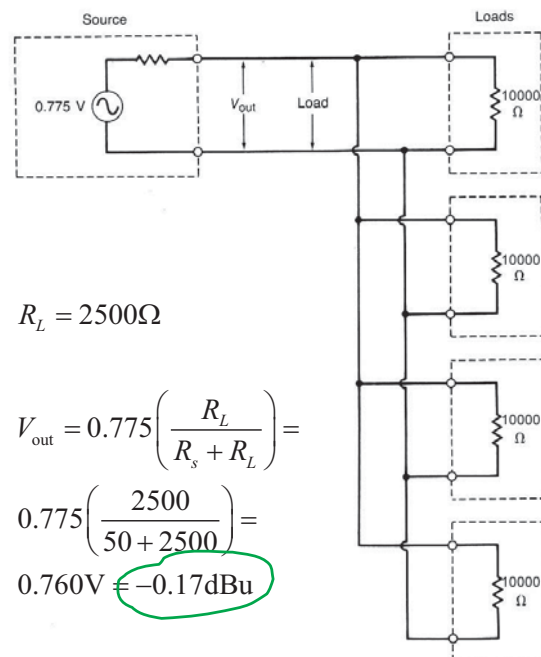 Source
Loads
0.775 V
V_out
Load
10000
Ω
10000
Ω
R_L = 2500Ω
10000
Ω
V_out = 0.775(R_L / (R_s + R_L)) =
0.775(2500 / (50 + 2500)) =
0.760V = −0.17dBu
10000
Ω